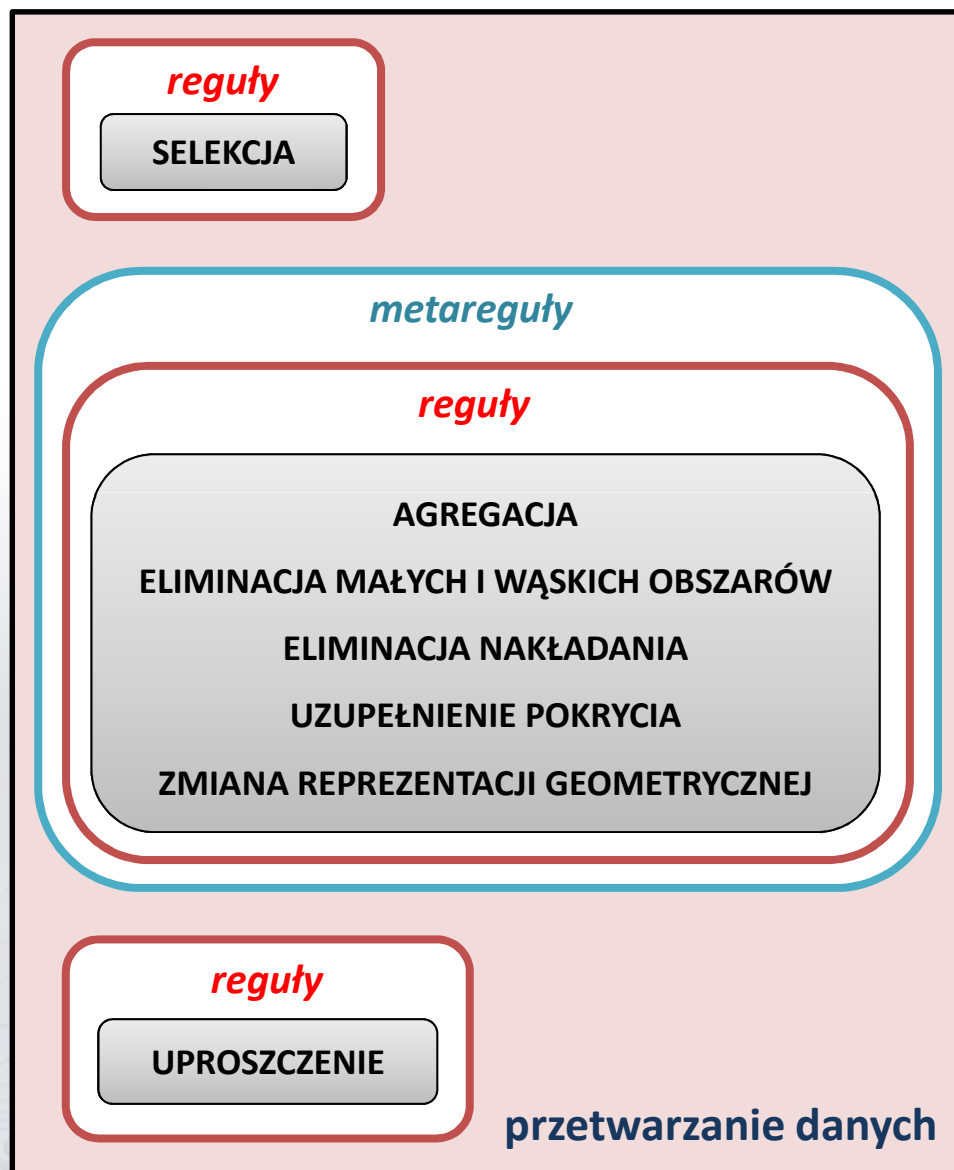 reguły
SELEKCJA
metareguły
reguły
AGREGACJA
ELIMINACJA MAŁYCH I WĄSKICH OBSZARÓW
ELIMINACJA NAKŁADANIA
UZUPEŁNIENIE POKRYCIA
ZMIANA REPREZENTACJI GEOMETRYCZNEJ
reguły
UPROSZCZENIE
przetwarzanie danych